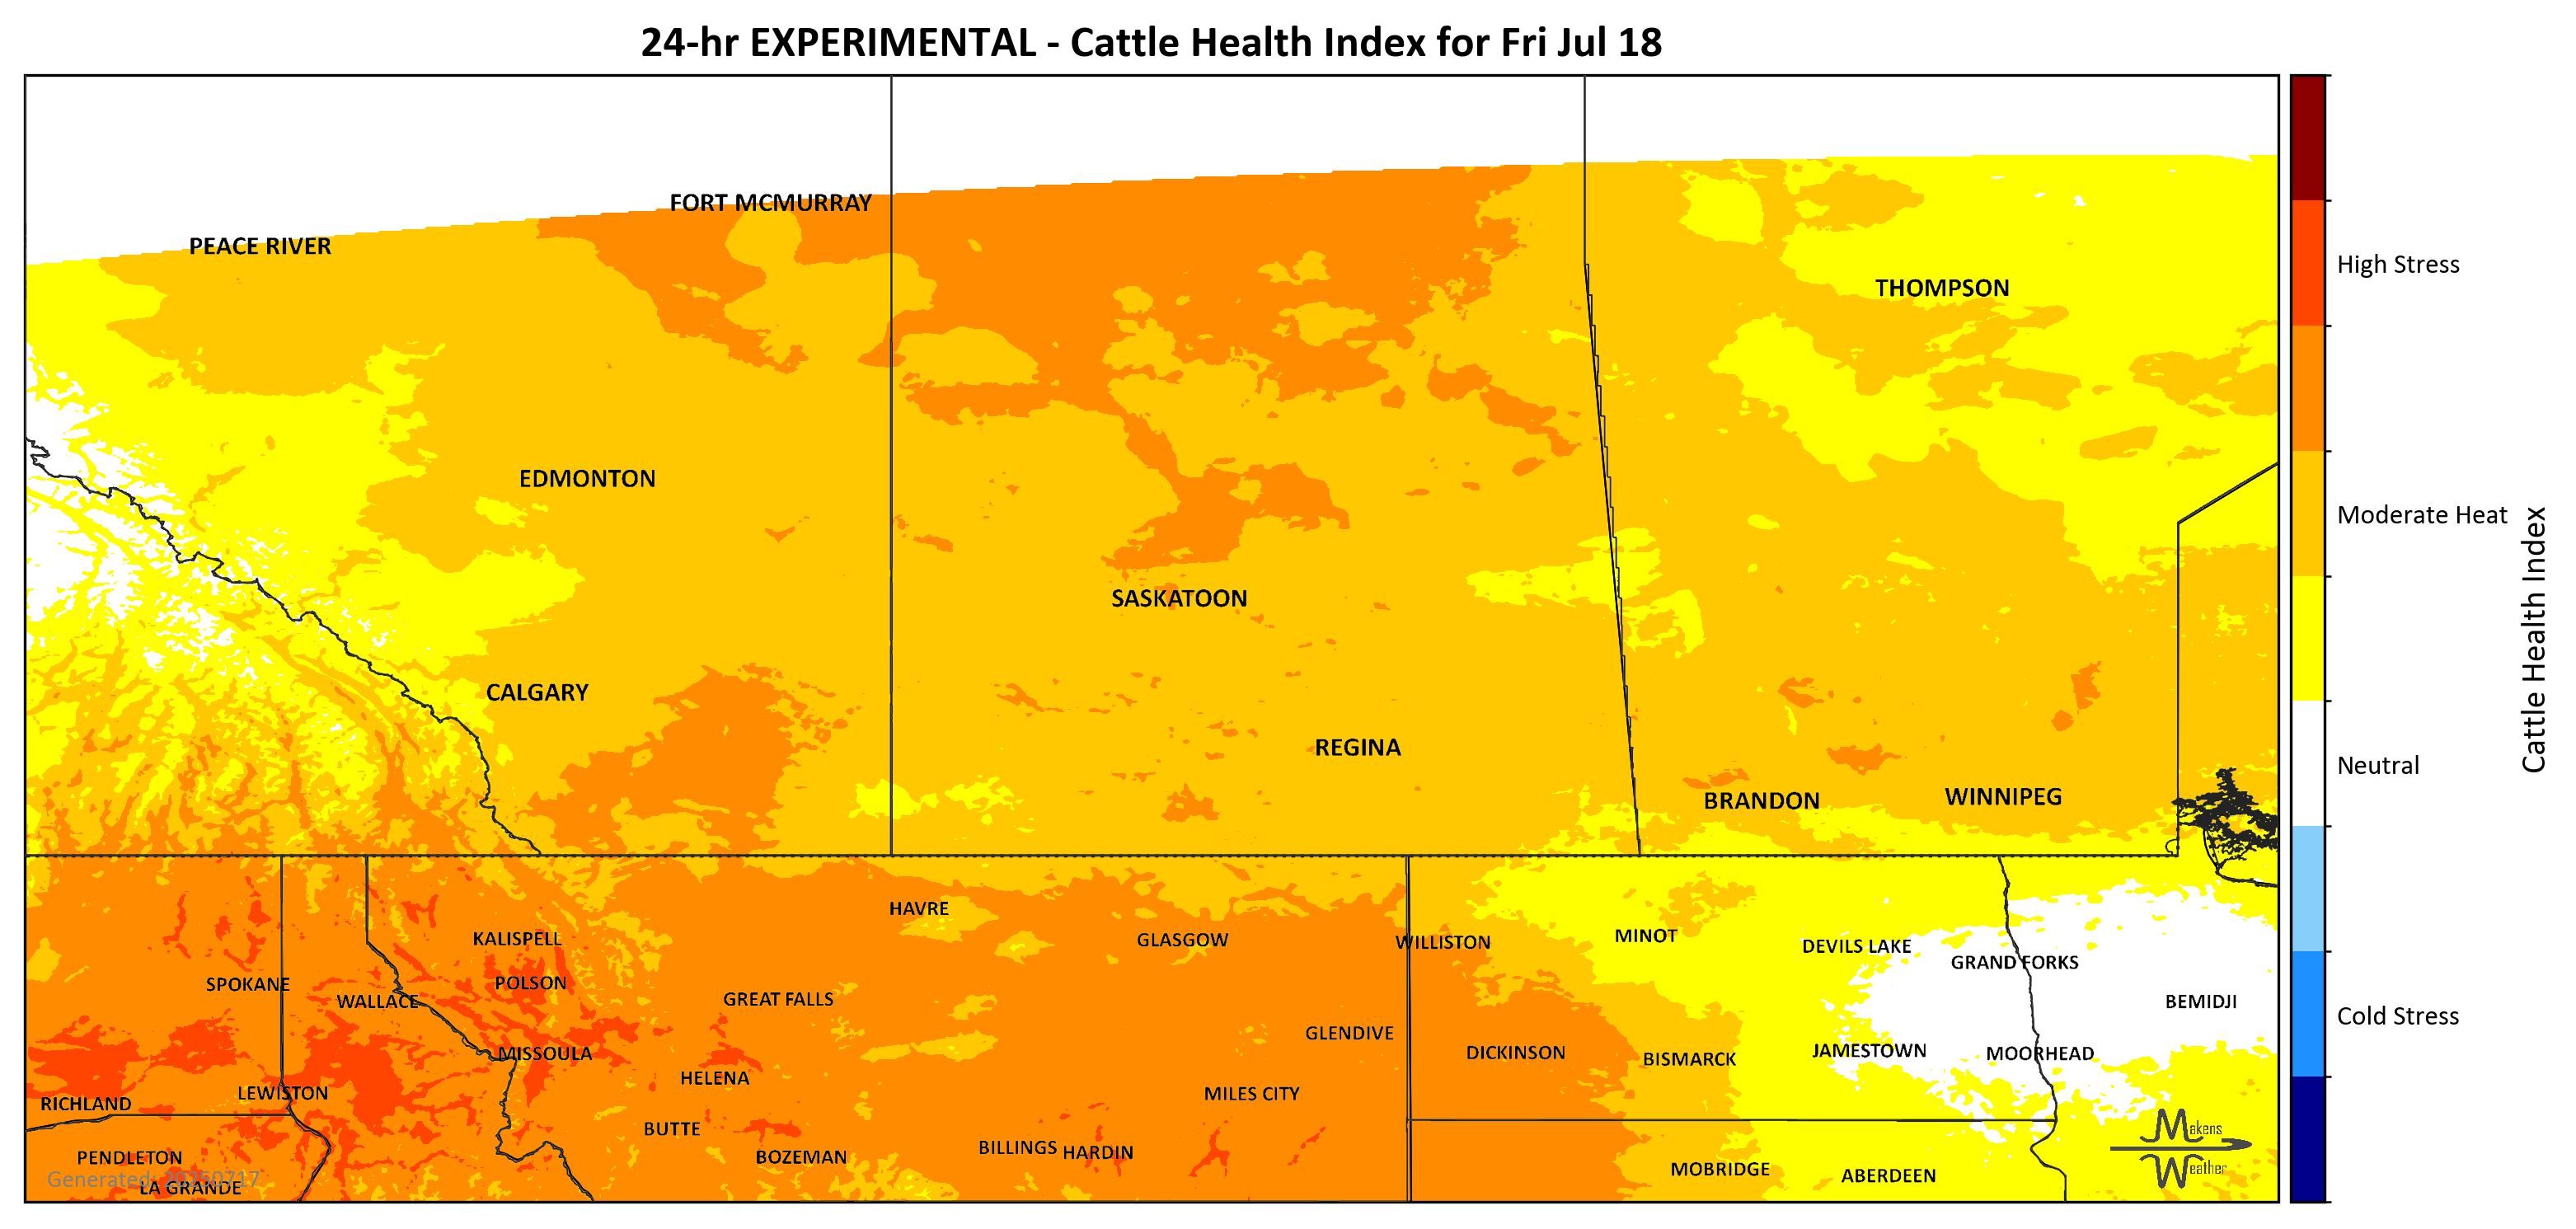 24-hr EXPERIMENTAL - Cattle Health Index for Fri Jul 18
FORT MCMURRAY
PEACE RIVER
THOMPSON
EDMONTON
SASKATOON
CALGARY
REGINA
BRANDON
WINNIPEG
HAVRE
KALISPELL
GLASGOW
WILLISTON
MINOT
DEVILS LAKE
GRAND FORKS
SPOKANE
POLSON
WALLACE
GREAT FALLS
BEMIDJI
GLENDIVE
MISSOULA
DICKINSON
BISMARCK
JAMESTOWN
MOORHEAD
HELENA
LEWISTON
MILES CITY
RICHLAND
BUTTE
BILLINGS
HARDIN
PENDLETON
BOZEMAN
MOBRIDGE
ABERDEEN
Generated: 20250717
LA GRANDE
Makens
Weather
High Stress
Moderate Heat
Neutral
Cold Stress
Cattle Health Index